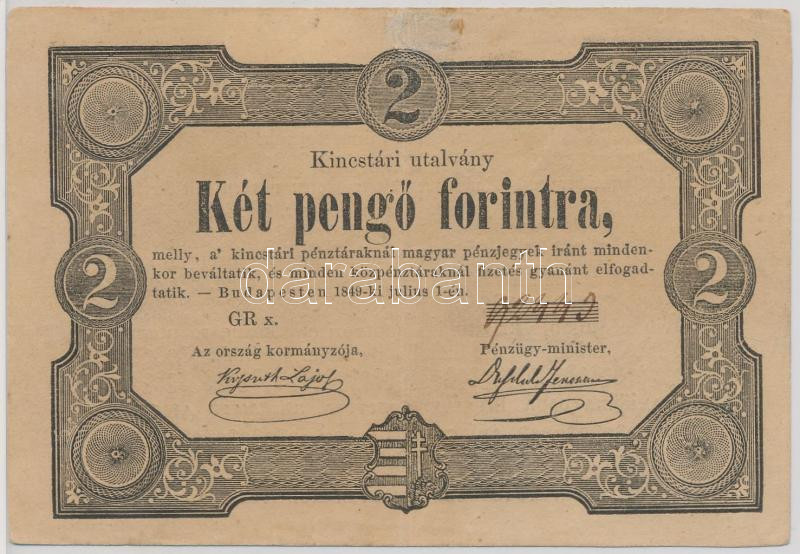 2
Kincstári utalvány
Két pengő forintra,
melly, a' kincstári pénztáraknál magyar pénzjegyek iránt minden-
kor beváltatik, és minden közpénztáraknál fizetés gyanánt elfogad-
tatik. — Budapesten 1849-ki julius 1-én.
2
2
GR x.
Az ország kormányzója,
Pénzügy-minister,
Kossuth Lajos
darabanth